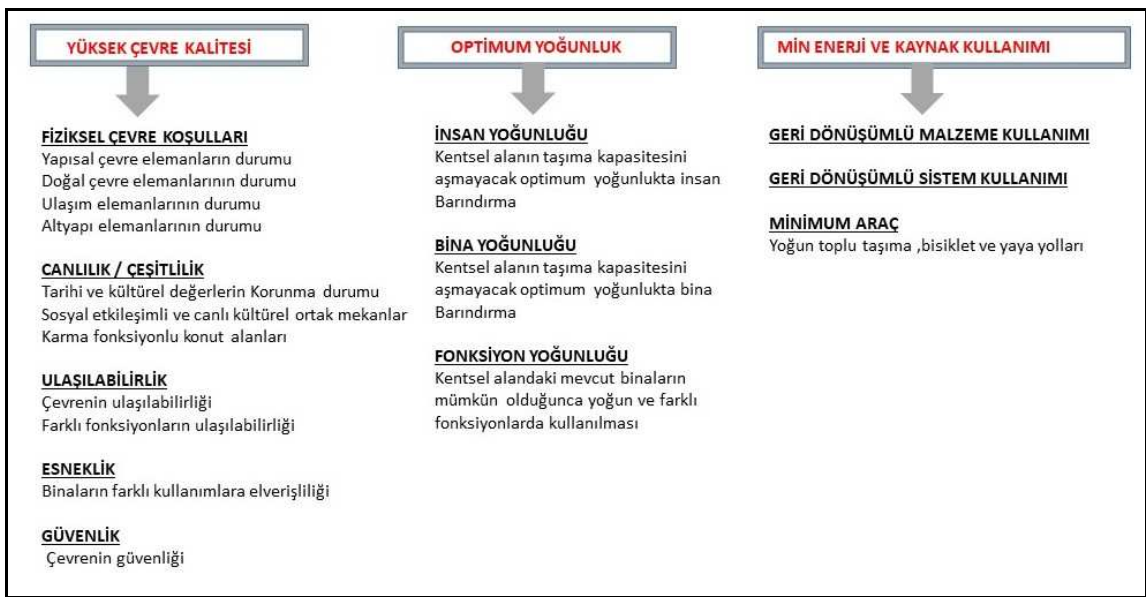 YÜKSEK ÇEVRE KALİTESİ
FİZİKSEL ÇEVRE KOŞULLARI
Yapısal çevre elemanların durumu
Doğal çevre elemanlarının durumu
Ulaşım elemanlarının durumu
Altyapı elemanlarının durumu
CANLILIK / ÇEŞİTLİLİK
Tarihi ve kültürel değerlerin Korunma durumu
Sosyal etkileşimli ve canlı kültürel ortak mekanlar
Karma fonksiyonlu konut alanları
ULAŞILABİLİRLİK
Çevrenin ulaşılabilirliği
Farklı fonksiyonların ulaşılabilirliği
ESNEKLİK
Binaların farklı kullanımlara elverişliliği
GÜVENLİK
Çevrenin güvenliği
OPTİMUM YOĞUNLUK
İNSAN YOĞUNLUĞU
Kentsel alanın taşıma kapasitesini
aşmayacak optimum yoğunlukta insan
Barındırma
BİNA YOĞUNLUĞU
Kentsel alanın taşıma kapasitesini
aşmayacak optimum yoğunlukta bina
Barındırma
FONKSİYON YOĞUNLUĞU
Kentsel alandaki mevcut binaların
mümkün olduğunca yoğun ve farklı
fonksiyonlarda kullanılması
MİN ENERJİ VE KAYNAK KULLANIMI
GERİ DÖNÜŞÜMLÜ MALZEME KULLANIMI
GERİ DÖNÜŞÜMLÜ SİSTEM KULLANIMI
MİNİMUM ARAÇ
Yoğun toplu taşıma ,bisiklet ve yaya yolları